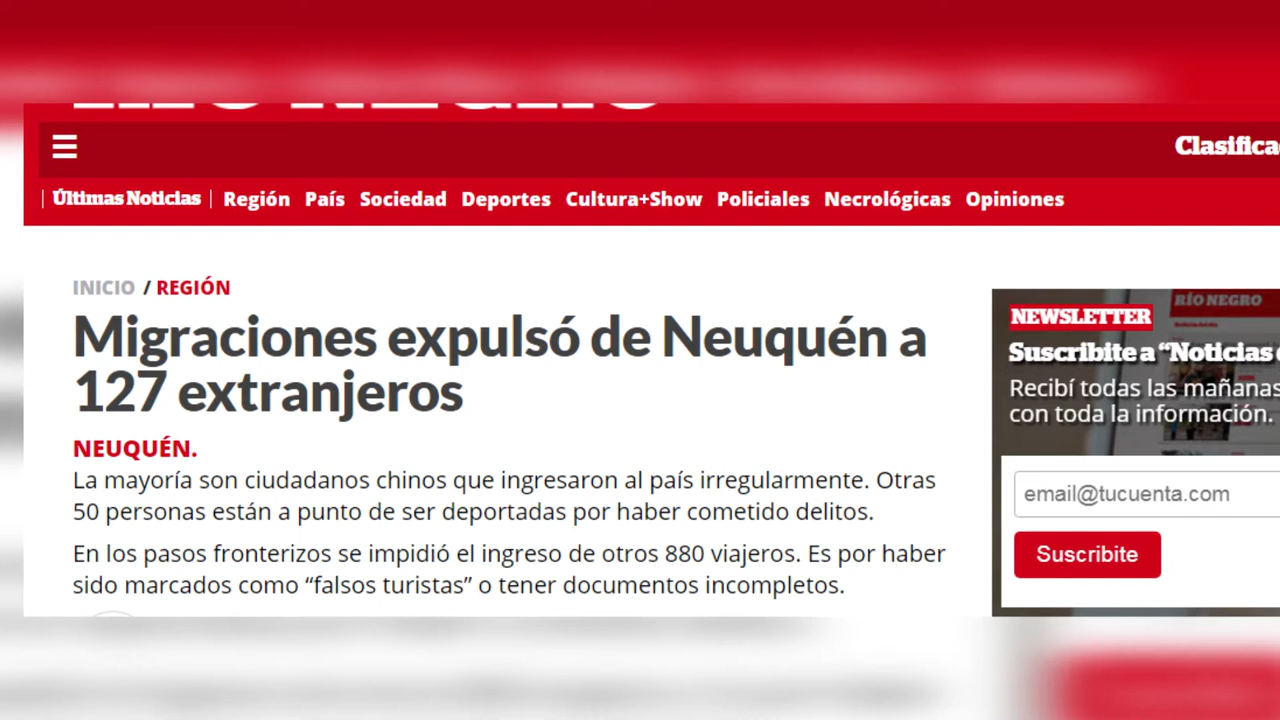 Clasifica
Últimas Noticias Región País Sociedad Deportes Cultura+Show Policiales Necrológicas Opiniones
INICIO / REGIÓN
Migraciones expulsó de Neuquén a
127 extranjeros
NEUQUÉN.
La mayoría son ciudadanos chinos que ingresaron al país irregularmente. Otras
50 personas están a punto de ser deportadas por haber cometido delitos.
En los pasos fronterizos se impidió el ingreso de otros 880 viajeros. Es por haber
sido marcados como “falsos turistas” o tener documentos incompletos.
RÍO NEGRO
NEWSLETTER
Suscribite a “Noticias
Recibí todas las mañanas
con toda la información.
email@tucuenta.com
Suscribite